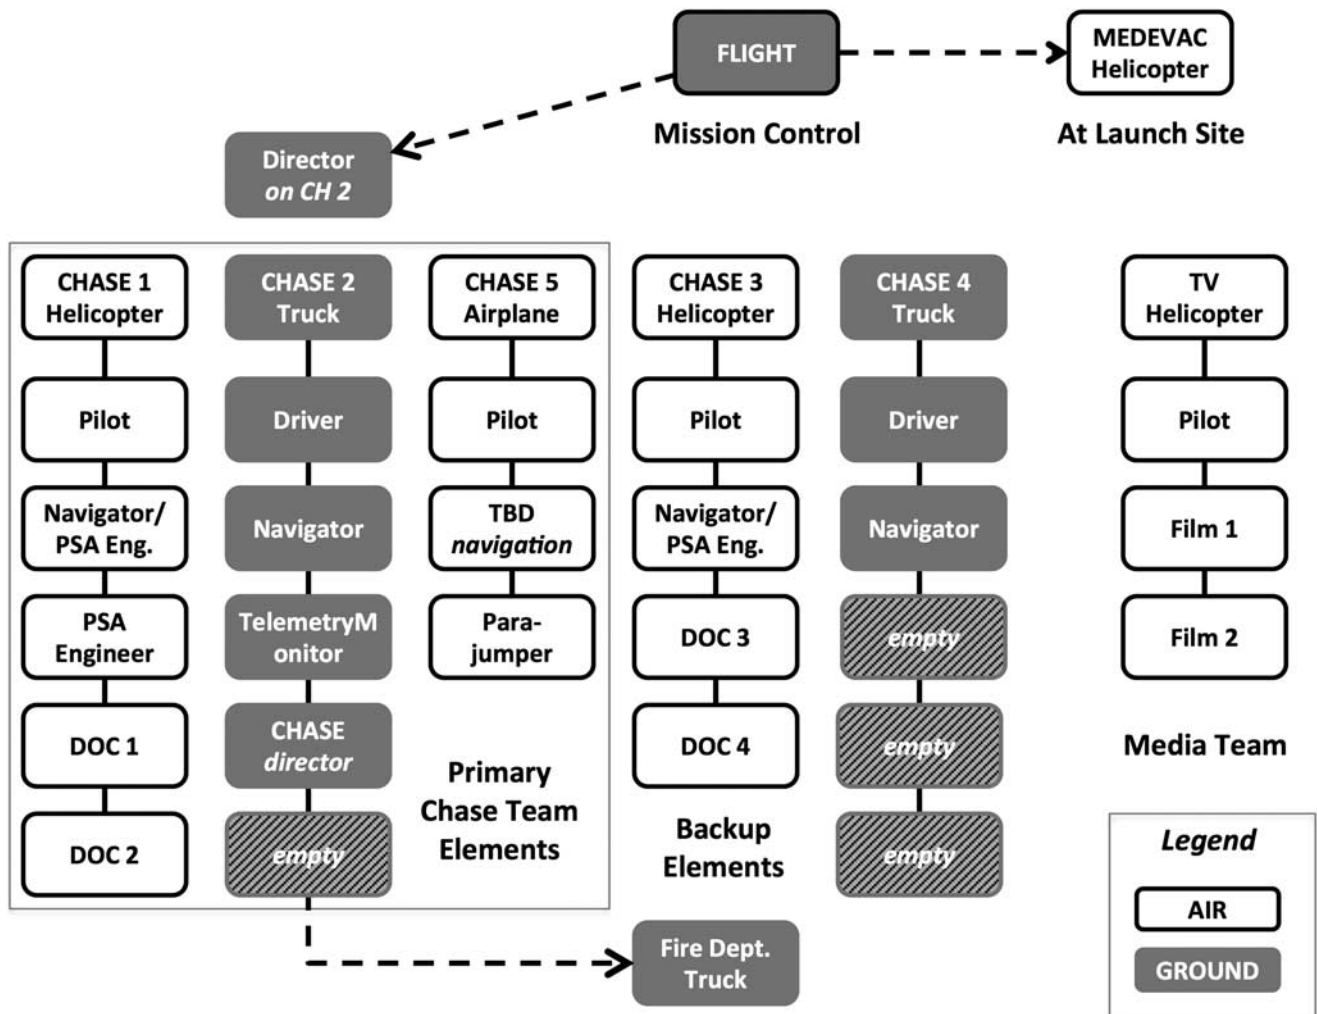 FLIGHT
MEDEVAC
Helicopter
Mission Control
At Launch Site
Director
on CH 2
CHASE 1
Helicopter
Pilot
Navigator/
PSA Eng.
PSA
Engineer
DOC 1
DOC 2
CHASE 2
Truck
Driver
Navigator
TelemetryM
onitor
CHASE
director
empty
CHASE 5
Airplane
Pilot
TBD
navigation
Para-
jumper
Primary
Chase Team
Elements
CHASE 3
Helicopter
Pilot
Navigator/
PSA Eng.
DOC 3
DOC 4
Backup
Elements
CHASE 4
Truck
Driver
Navigator
empty
empty
empty
TV
Helicopter
Pilot
Film 1
Film 2
Media Team
Fire Dept.
Truck
Legend
AIR
GROUND